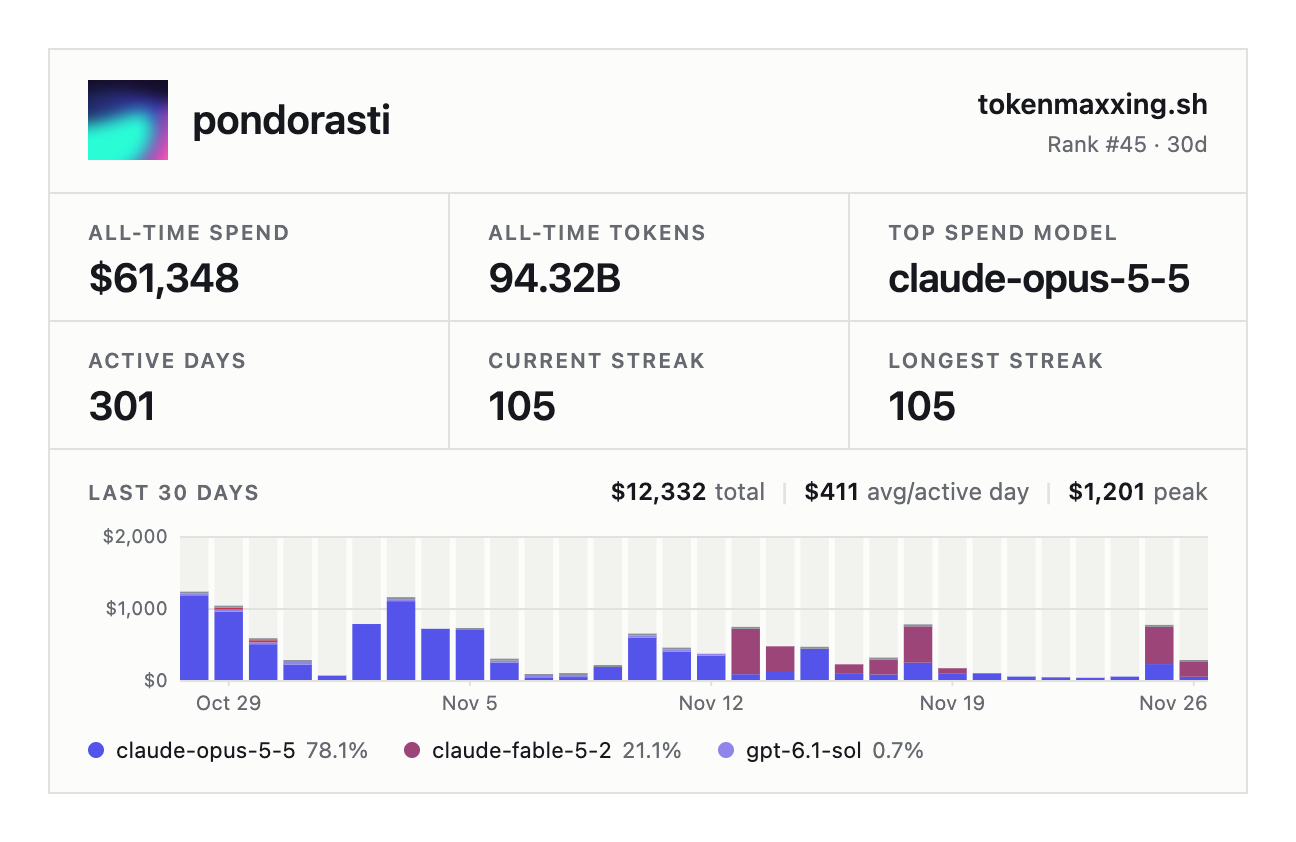 pondorasti
tokenmaxxing.sh
Rank #45 · 30d
ALL-TIME SPEND
$61,348
ALL-TIME TOKENS
94.32B
TOP SPEND MODEL
claude-opus-5-5
ACTIVE DAYS
301
CURRENT STREAK
105
LONGEST STREAK
105
LAST 30 DAYS
$12,332 total | $411 avg/active day | $1,201 peak
$2,000
$1,000
$0
Oct 29 Nov 5 Nov 12 Nov 19 Nov 26
claude-opus-5-5 78.1% claude-fable-5-2 21.1% gpt-6.1-sol 0.7%